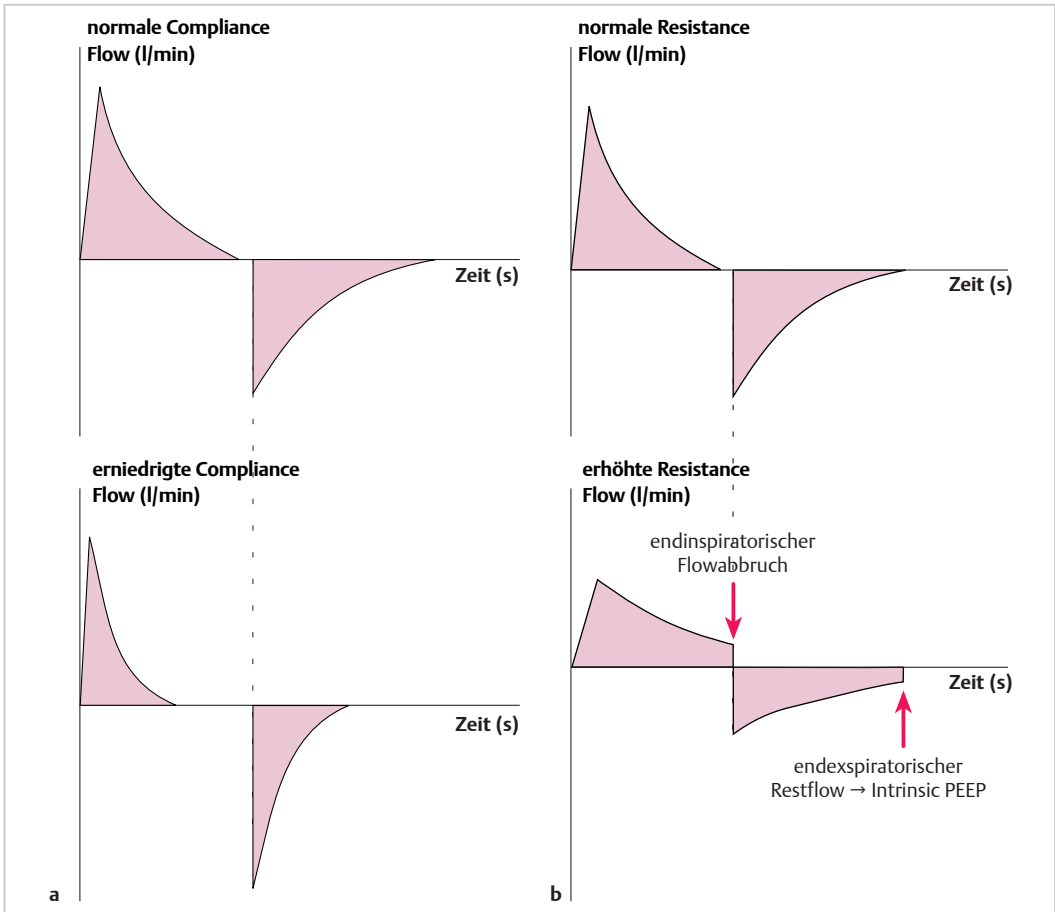 normale Compliance
Flow (l/min)
Zeit (s)
erniedrigte Compliance
Flow (l/min)
Zeit (s)
a
normale Resistance
Flow (l/min)
Zeit (s)
erhöhte Resistance
Flow (l/min)
endinspiratorischer
Flowabbruch
Zeit (s)
endexspiratorischer
Restflow → Intrinsic PEEP
b